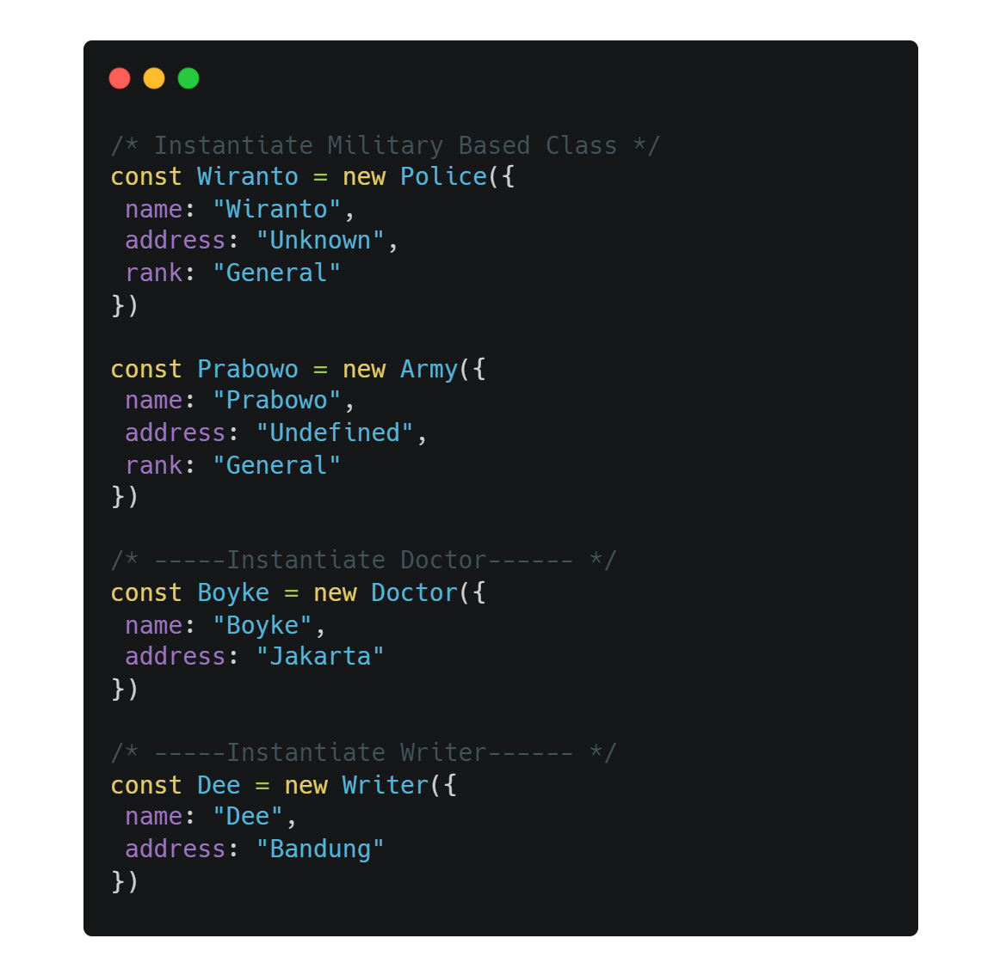 /* Instantiate Military Based Class */
const Wiranto = new Police({
 name: "Wiranto",
 address: "Unknown",
 rank: "General"
})

const Prabowo = new Army({
 name: "Prabowo",
 address: "Undefined",
 rank: "General"
})

/* -----Instantiate Doctor------ */
const Boyke = new Doctor({
 name: "Boyke",
 address: "Jakarta"
})

/* -----Instantiate Writer------ */
const Dee = new Writer({
 name: "Dee",
 address: "Bandung"
})